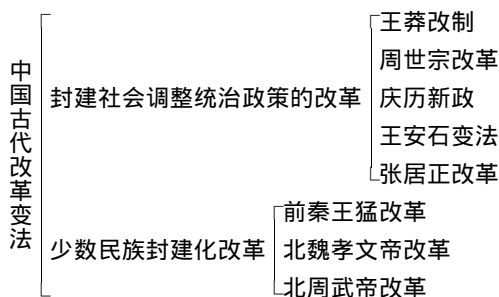 中国古代改革变法
封建社会调整统治政策的改革
王莽改制
周世宗改革
庆历新政
王安石变法
张居正改革
少数民族封建化改革
前秦王猛改革
北魏孝文帝改革
北周武帝改革